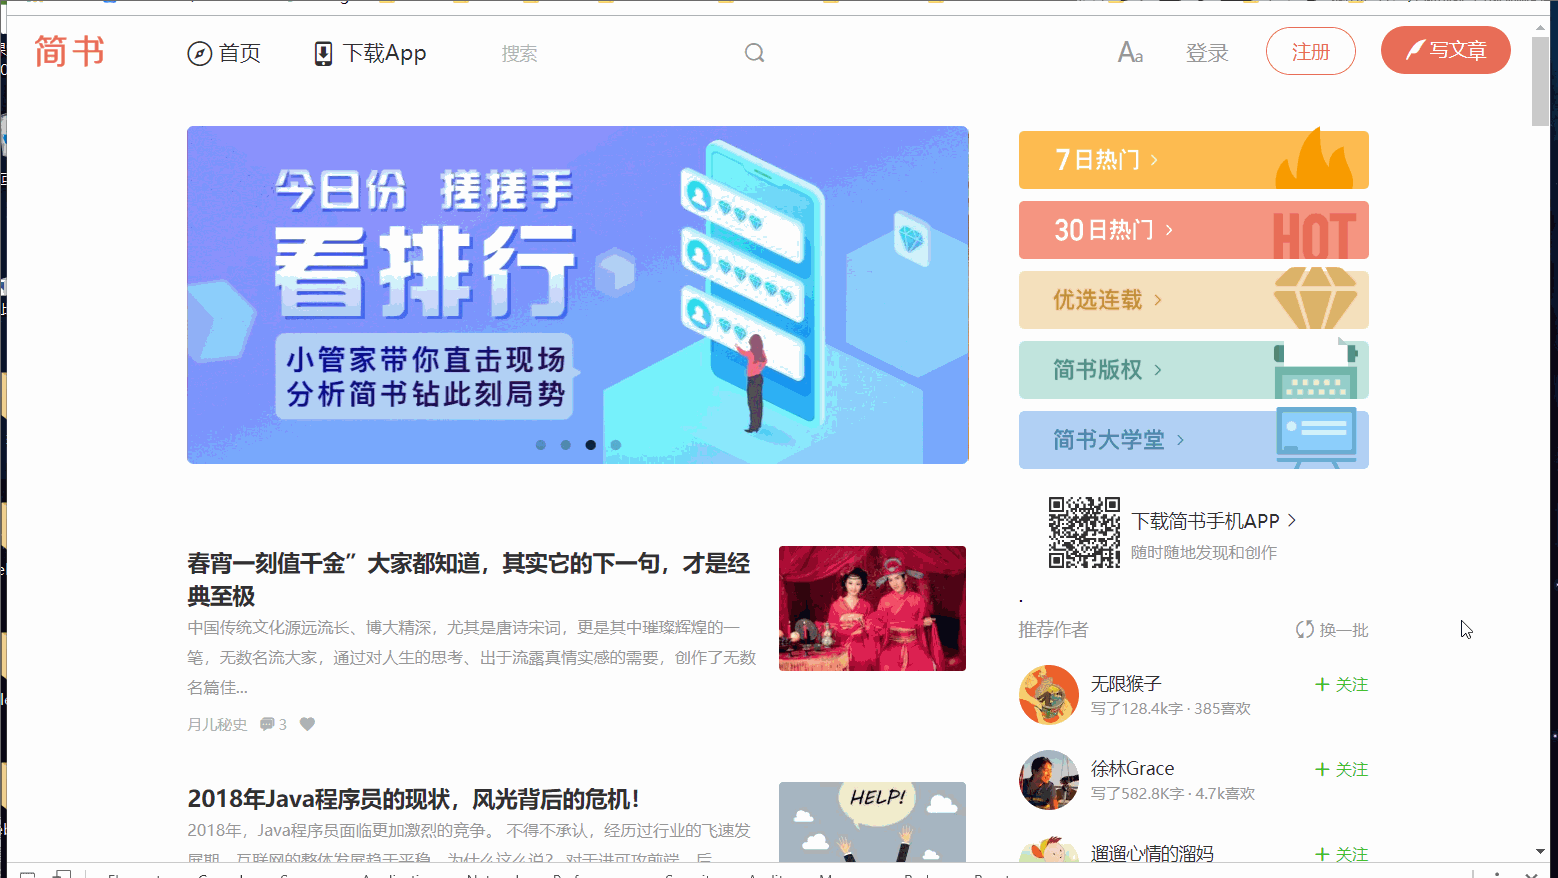 简书
首页
下载App
搜索
Aa
登录
注册
写文章
今日份 搓搓手
看排行
小管家带你直击现场
分析简书钻此刻局势
7日热门
30日热门
HOT
优选连载
简书版权
简书大学堂
下载简书手机APP
随时随地发现和创作
.
推荐作者
换一批
无限猴子
写了128.4k字 · 385喜欢
+ 关注
徐林Grace
写了582.8K字 · 4.7k喜欢
+ 关注
遛遛心情的溜妈
+ 关注
春宵一刻值千金”大家都知道，其实它的下一句，才是经
典至极
中国传统文化源远流长、博大精深，尤其是唐诗宋词，更是其中璀璨辉煌的一
笔，无数名流大家，通过对人生的思考、出于流露真情实感的需要，创作了无数
名篇佳...
月儿秘史 3
2018年Java程序员的现状，风光背后的危机！
2018年，Java程序员面临更加激烈的竞争。 不得不承认，经历过行业的飞速发
展期，互联网的整体发展趋于平稳，为什么这么说？ 对于进可攻前端，后
HELP!